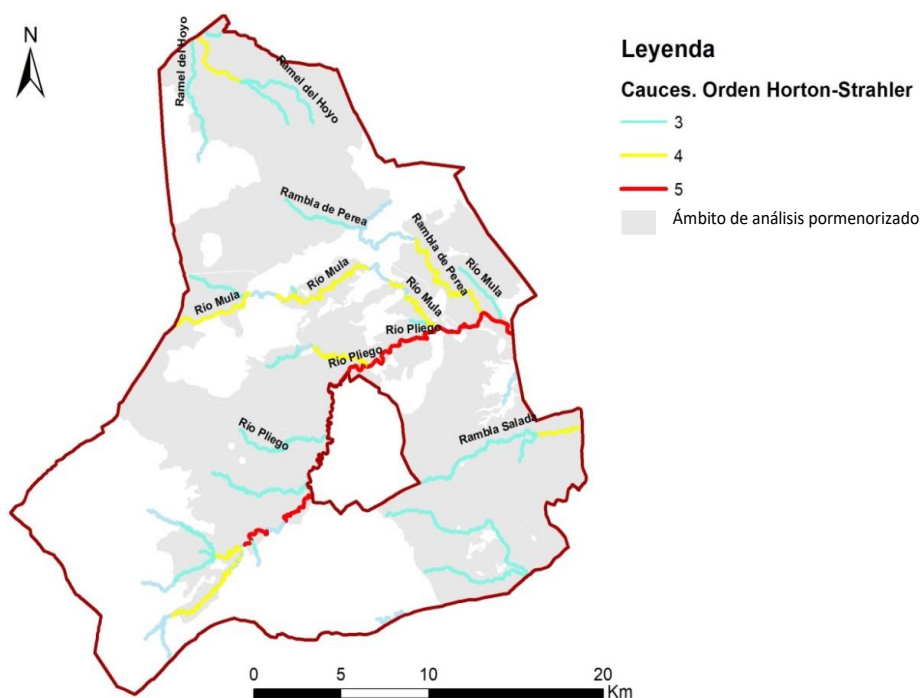 N
Ramel del Hoyo
Ramel del Hoyo
Rambla de Perea
Rambla de Perea
Río Mula
Río Mula
Río Mula
Río Mula
Río Pliego
Río Pliego
Río Pliego
Rambla Salada
Leyenda
Cauces. Orden Horton-Strahler
3
4
5
Ámbito de análisis pormenorizado
0 5 10 20
Km